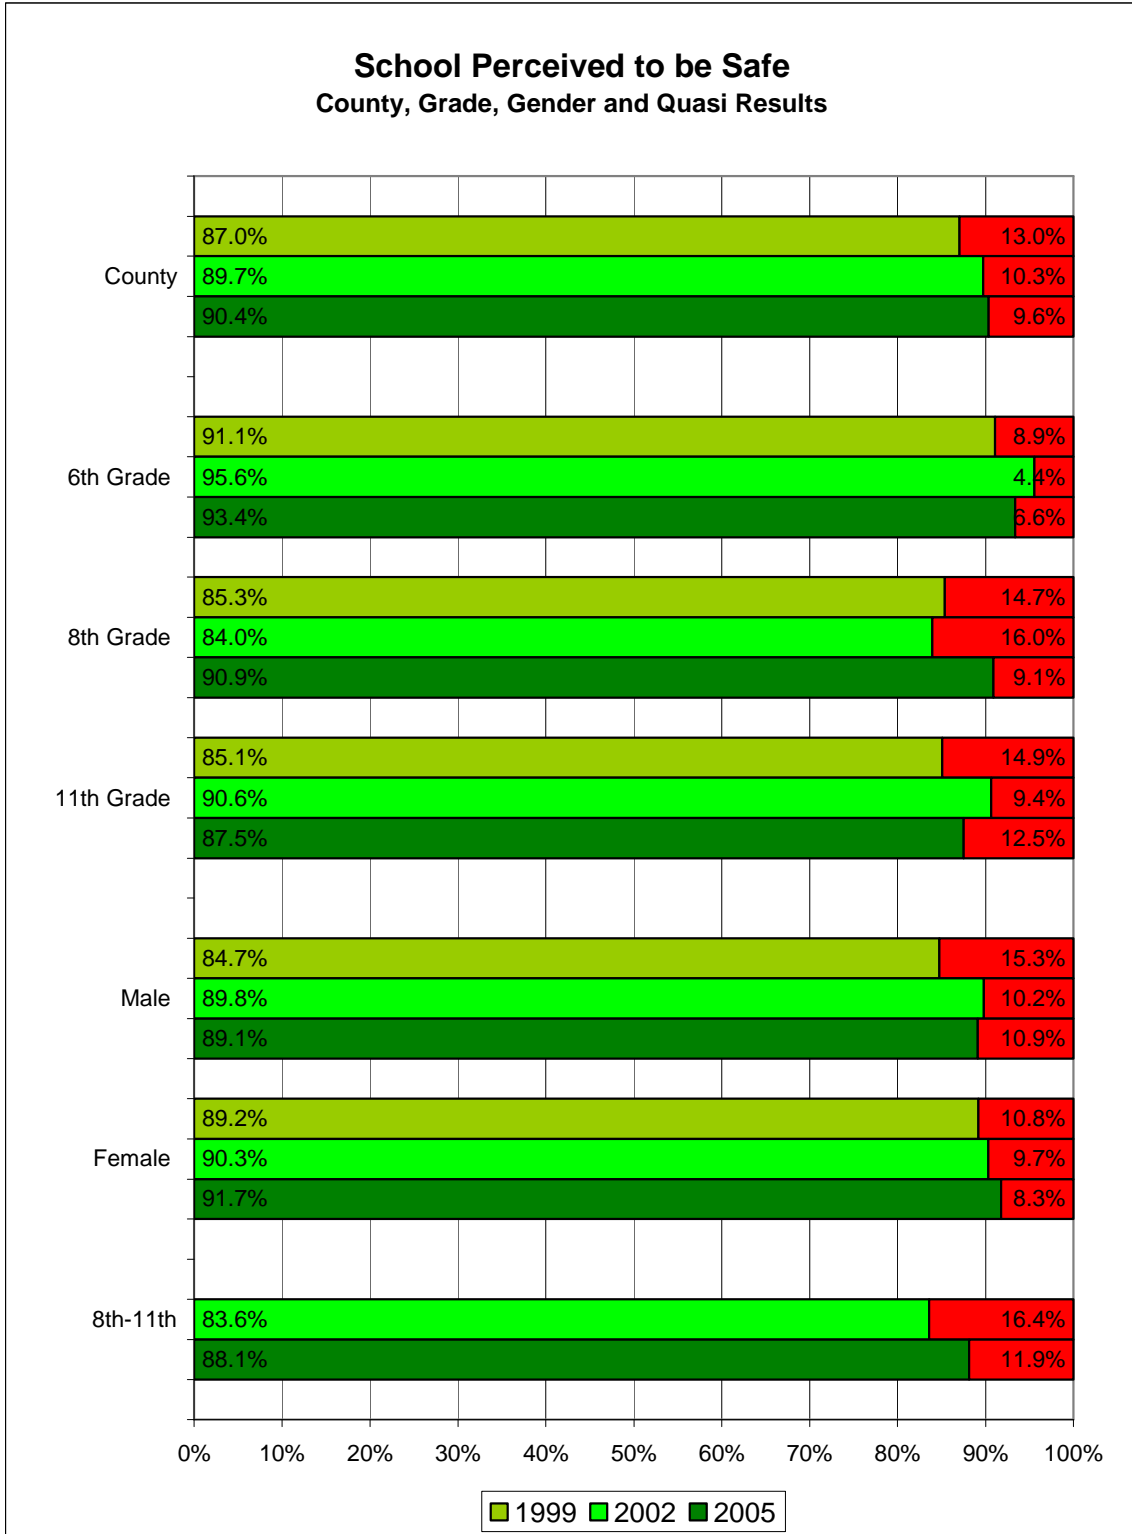 School Perceived to be Safe
County, Grade, Gender and Quasi Results
87.0% 13.0%
County 89.7% 10.3%
90.4% 9.6%
91.1% 8.9%
6th Grade 95.6% 4.4%
93.4% 6.6%
85.3% 14.7%
8th Grade 84.0% 16.0%
90.9% 9.1%
85.1% 14.9%
11th Grade 90.6% 9.4%
87.5% 12.5%
84.7% 15.3%
Male 89.8% 10.2%
89.1% 10.9%
89.2% 10.8%
Female 90.3% 9.7%
91.7% 8.3%
8th-11th 83.6% 16.4%
88.1% 11.9%
0% 10% 20% 30% 40% 50% 60% 70% 80% 90% 100%
1999 2002 2005